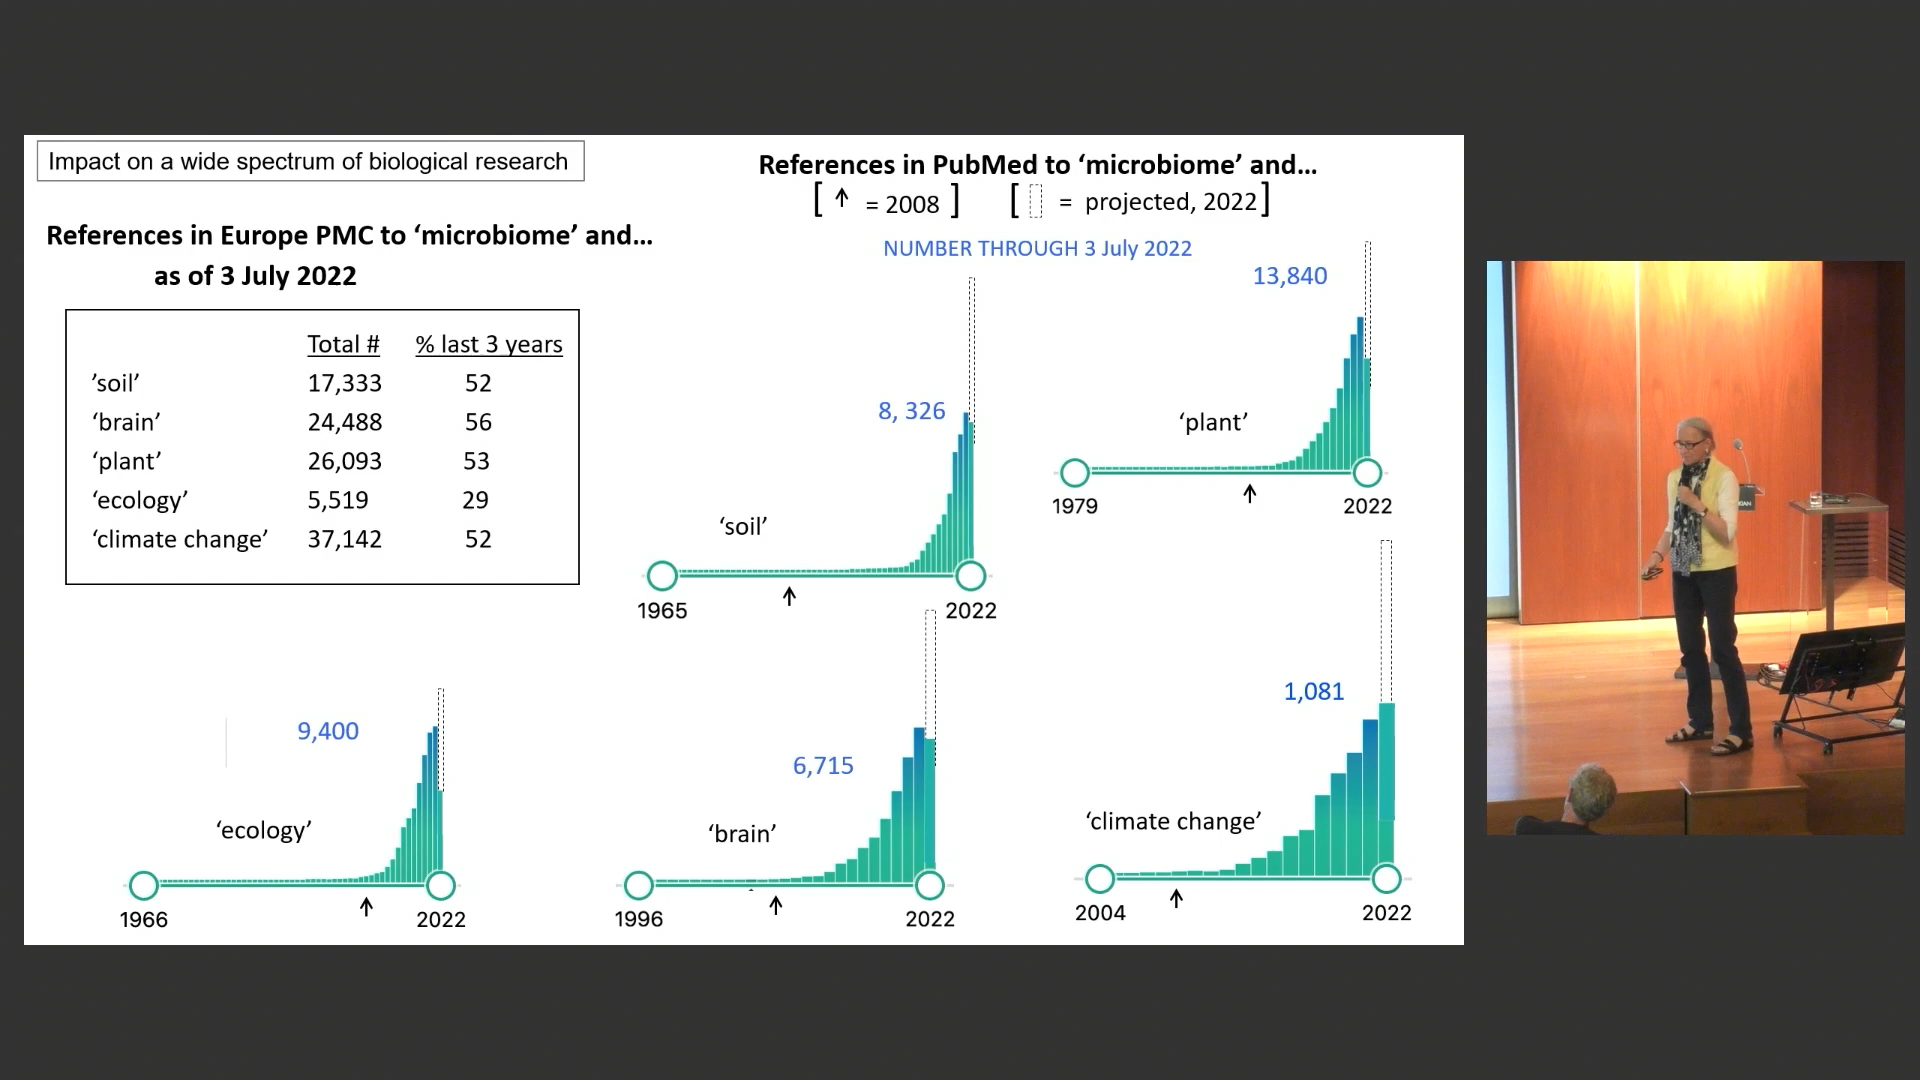 Impact on a wide spectrum of biological research
References in Europe PMC to ‘microbiome’ and...
as of 3 July 2022
Total # % last 3 years
’soil’ 17,333 52
‘brain’ 24,488 56
‘plant’ 26,093 53
‘ecology’ 5,519 29
‘climate change’ 37,142 52
References in PubMed to ‘microbiome’ and...
[ ↑ = 2008 ] [ = projected, 2022]
NUMBER THROUGH 3 July 2022
8, 326
‘soil’
1965 2022
13,840
‘plant’
1979 2022
9,400
‘ecology’
1966 2022
6,715
‘brain’
1996 2022
1,081
‘climate change’
2004 2022